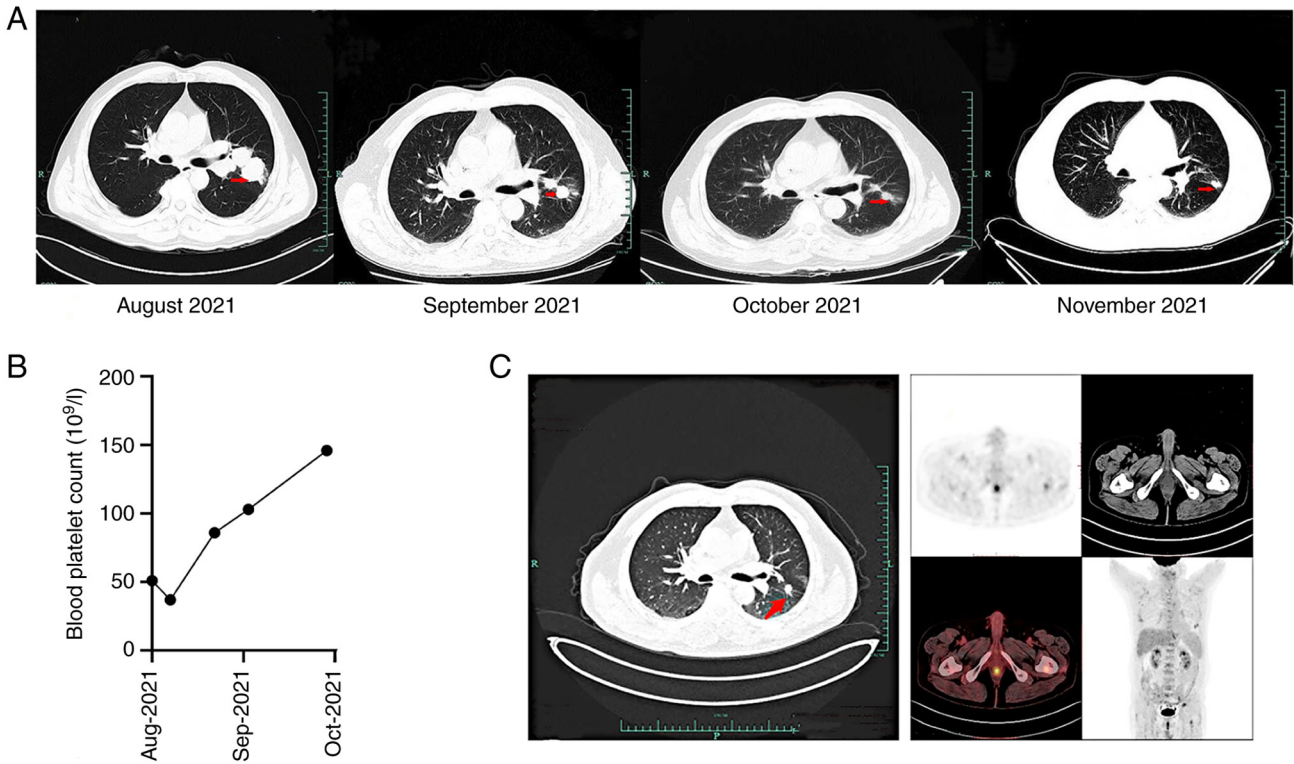 A
R
L
R
L
R
L
R
L
August 2021
September 2021
October 2021
November 2021
B
Blood platelet count (10⁹/l)
200
150
100
50
0
Aug-2021
Sep-2021
Oct-2021
C
R
L
P